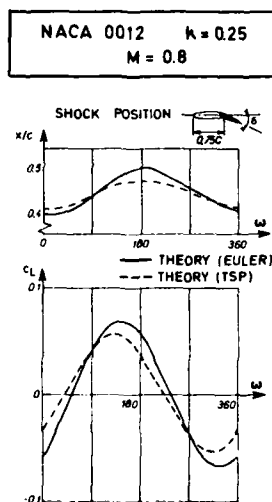 NACA 0012 k = 0.25
M = 0.8
SHOCK POSITION
δ
0,75C
x/c
0.5
0.4
0 180 360
ω
THEORY (EULER)
THEORY (TSP)
CL
0.1
ω
0
180
360
-0.1